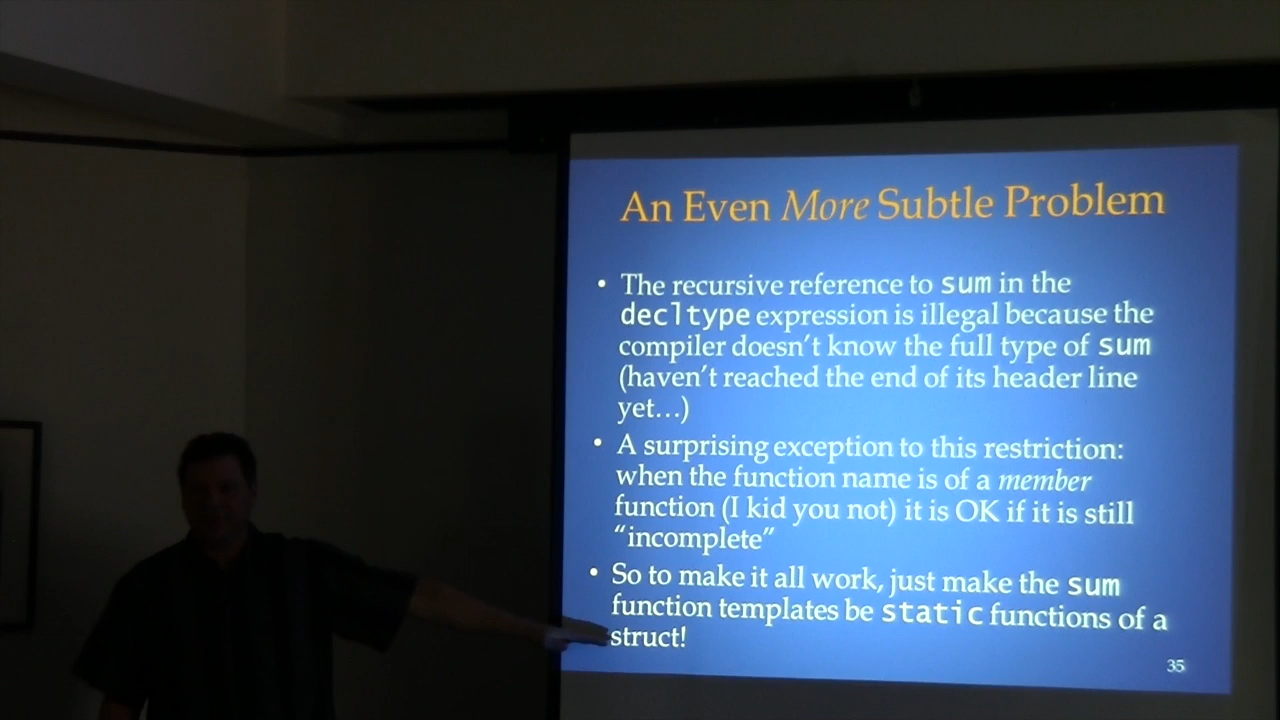 An Even More Subtle Problem
• The recursive reference to sum in the
decltype expression is illegal because the
compiler doesn't know the full type of sum
(haven't reached the end of its header line
yet…)
• A surprising exception to this restriction:
when the function name is of a member
function (I kid you not) it is OK if it is still
"incomplete"
• So to make it all work, just make the sum
function templates be static functions of a
struct!
35